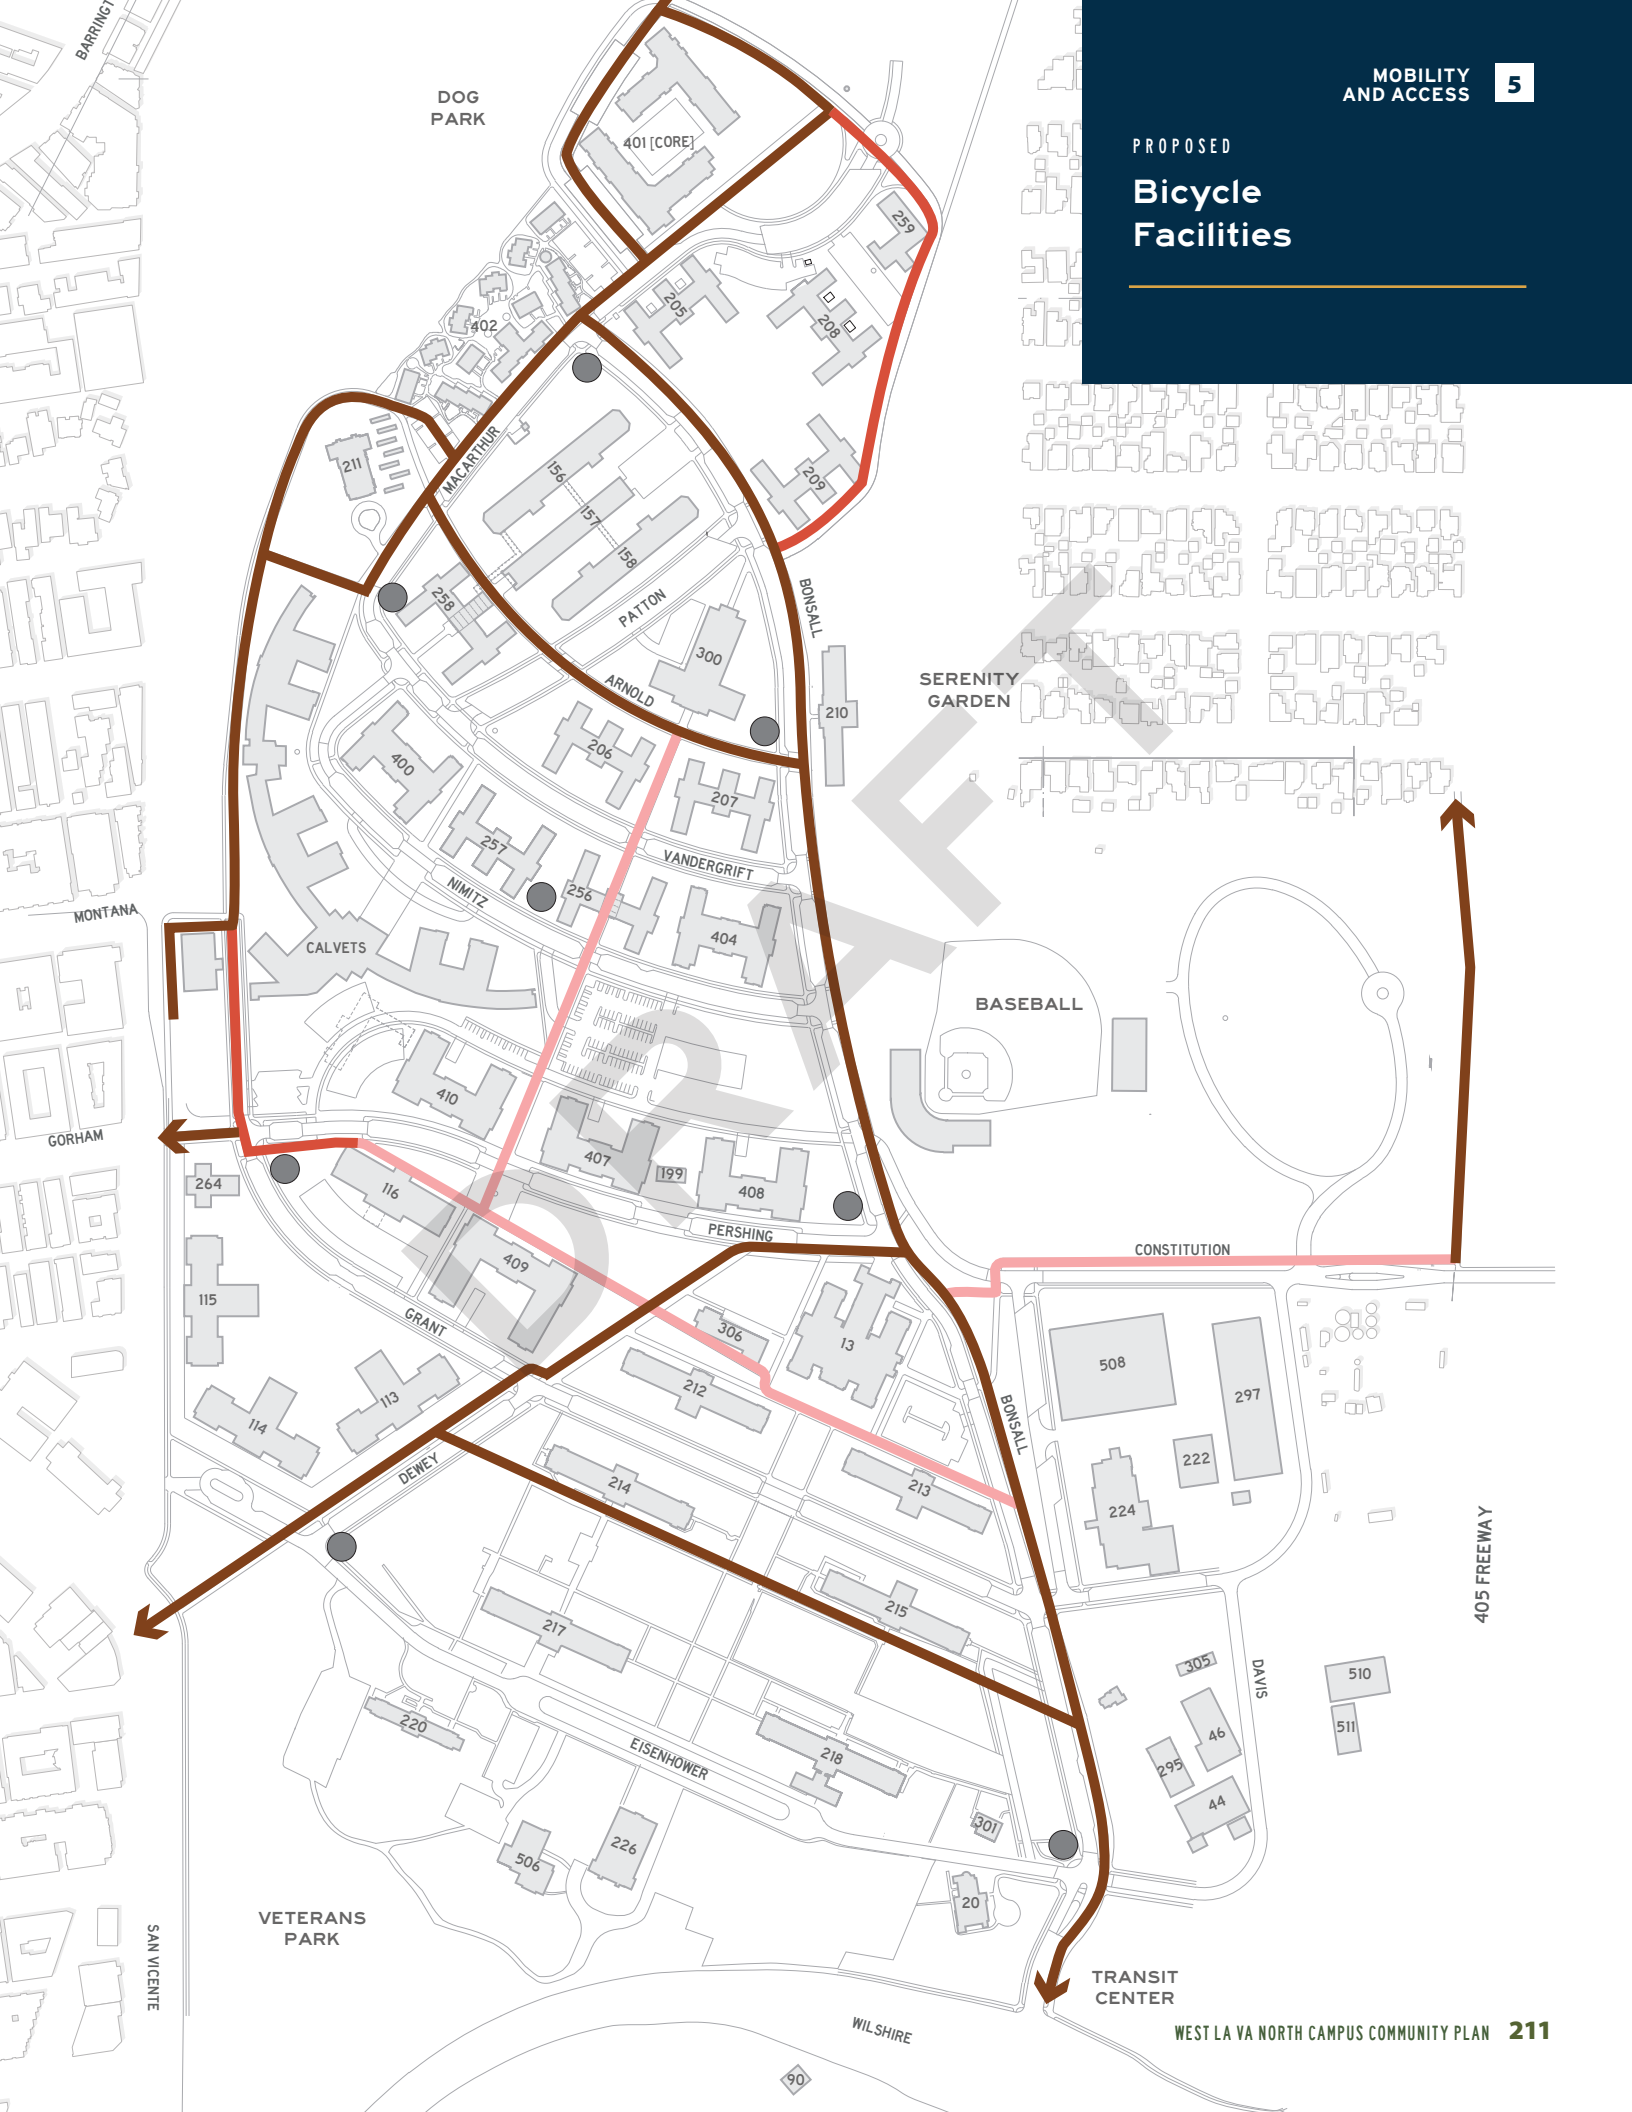 BARRINGT
DOG
PARK
MOBILITY
AND ACCESS
5
PROPOSED
Bicycle
Facilities
401 [CORE]
259
205
208
402
MACARTHUR
211
156
157
158
209
258
PATTON
BONSALL
300
ARNOLD
SERENITY
GARDEN
210
206
400
207
257
VANDERGRIFT
NIMITZ
256
MONTANA
CALVETS
404
BASEBALL
410
GORHAM
407
199
408
264
116
PERSHING
CONSTITUTION
409
115
GRANT
306
13
508
297
212
113
114
BONSALL
DEWEY
214
213
222
224
405 FREEWAY
215
217
305
DAVIS
510
511
46
295
44
220
EISENHOWER
218
301
226
506
20
VETERANS
PARK
SAN VICENTE
TRANSIT
CENTER
WILSHIRE
90
DRAFT
WEST LA VA NORTH CAMPUS COMMUNITY PLAN 211